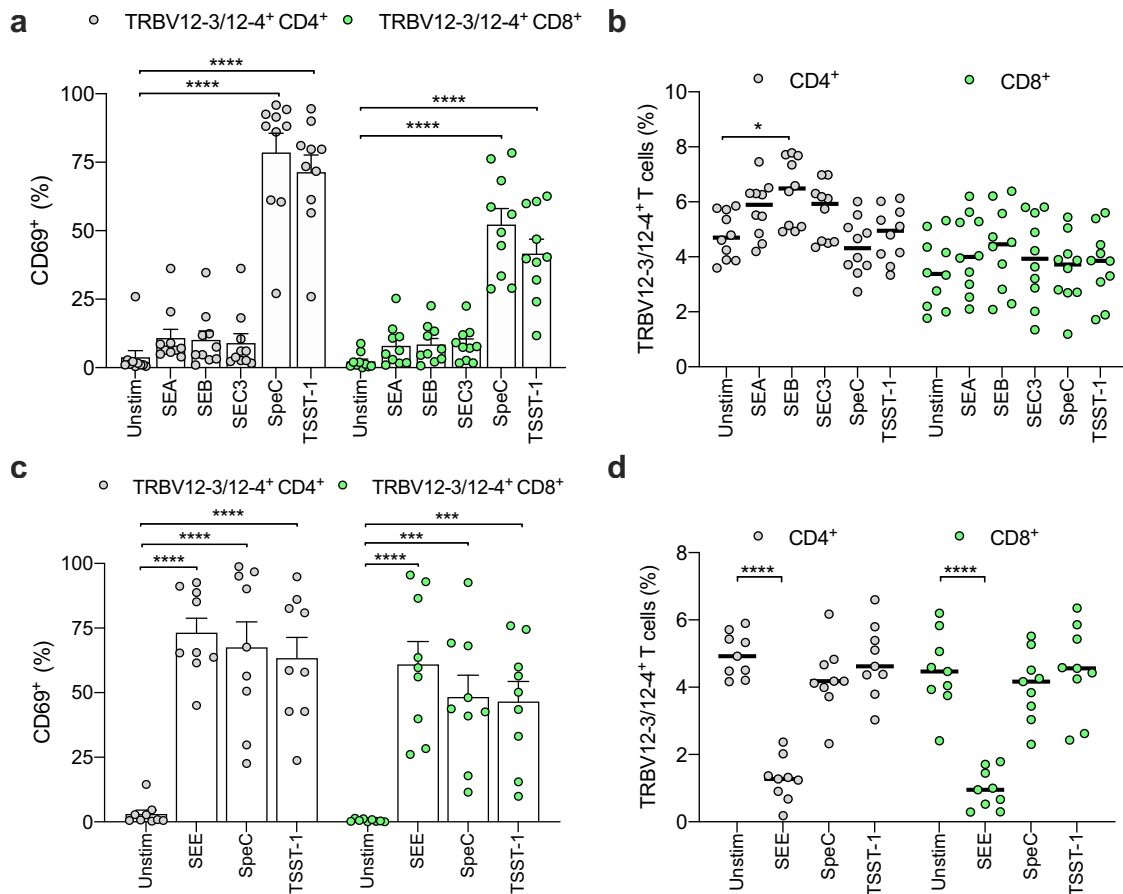 a
TRBV12-3/12-4+ CD4+
TRBV12-3/12-4+ CD8+
CD69+ (%)
100
75
50
25
0
****
****
****
****
Unstim
SEA
SEB
SEC3
SpeC
TSST-1
Unstim
SEA
SEB
SEC3
SpeC
TSST-1
b
CD4+
CD8+
TRBV12-3/12-4+ T cells (%)
10
8
6
4
2
0
*
Unstim
SEA
SEB
SEC3
SpeC
TSST-1
Unstim
SEA
SEB
SEC3
SpeC
TSST-1
c
TRBV12-3/12-4+ CD4+
TRBV12-3/12-4+ CD8+
CD69+ (%)
100
75
50
25
0
****
****
****
***
***
****
Unstim
SEE
SpeC
TSST-1
Unstim
SEE
SpeC
TSST-1
d
CD4+
CD8+
TRBV12-3/12-4+ T cells (%)
8
6
4
2
0
****
****
Unstim
SEE
SpeC
TSST-1
Unstim
SEE
SpeC
TSST-1